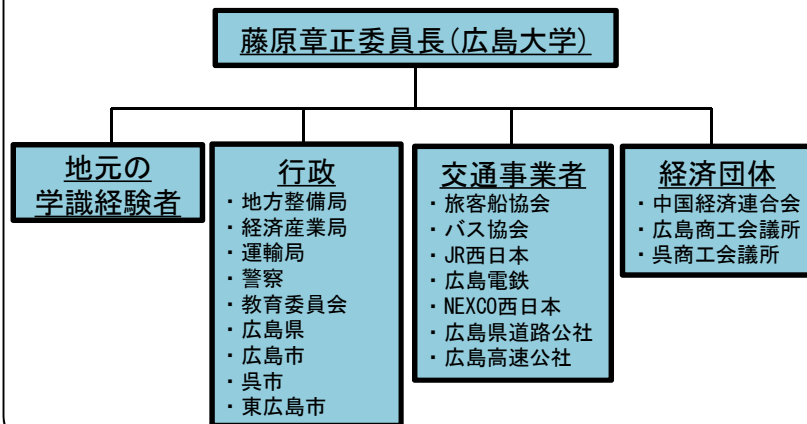 藤原章正委員長(広島大学)
地元の
学識経験者
行政
・地方整備局
・経済産業局
・運輸局
・警察
・教育委員会
・広島県
・広島市
・呉市
・東広島市
交通事業者
・旅客船協会
・バス協会
・JR西日本
・広島電鉄
・NEXCO西日本
・広島県道路公社
・広島高速公社
経済団体
・中国経済連合会
・広島商工会議所
・呉商工会議所